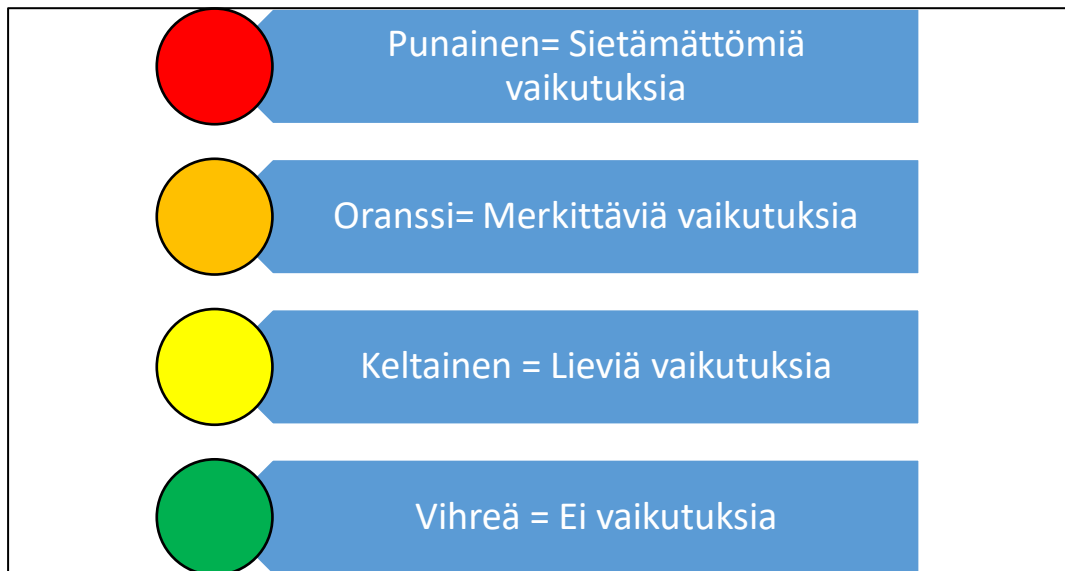 Punainen= Sietämättömiä
vaikutuksia
Oranssi= Merkittäviä vaikutuksia
Keltainen = Lieviä vaikutuksia
Vihreä = Ei vaikutuksia